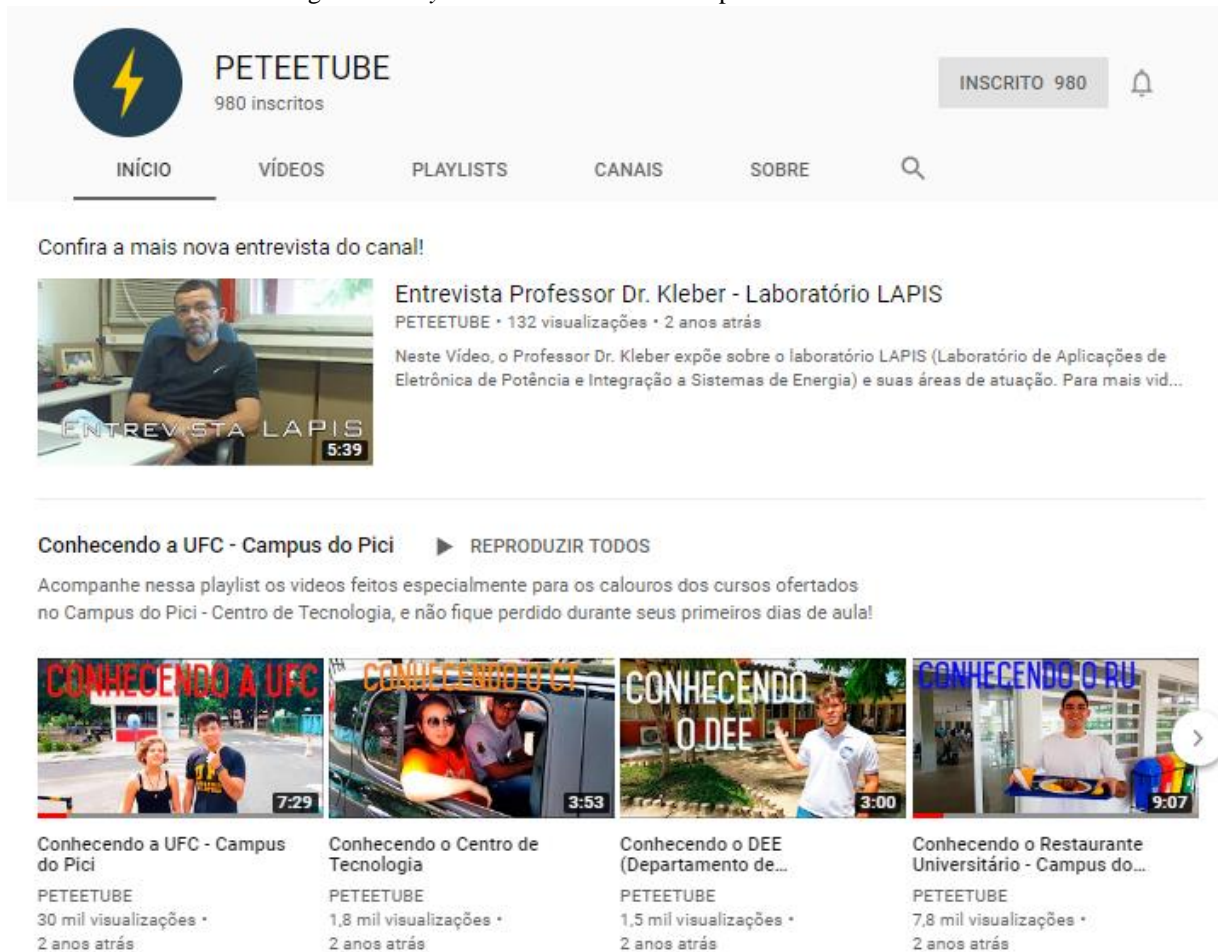 PETEETUBE
980 inscritos
INSCRITO 980
INÍCIO VÍDEOS PLAYLISTS CANAIS SOBRE
Confira a mais nova entrevista do canal!
ENTREVISTA LAPIS
5:39
Entrevista Professor Dr. Kleber - Laboratório LAPIS
PETEETUBE • 132 visualizações • 2 anos atrás
Neste Vídeo, o Professor Dr. Kleber expõe sobre o laboratório LAPIS (Laboratório de Aplicações de
Eletrônica de Potência e Integração a Sistemas de Energia) e suas áreas de atuação. Para mais vid...
Conhecendo a UFC - Campus do Pici REPRODUZIR TODOS
Acompanhe nessa playlist os videos feitos especialmente para os calouros dos cursos ofertados
no Campus do Pici - Centro de Tecnologia, e não fique perdido durante seus primeiros dias de aula!
CONHECENDO A UFC
7:29
Conhecendo a UFC - Campus
do Pici
PETEETUBE
30 mil visualizações •
2 anos atrás
CONHECENDO O CT
3:53
Conhecendo o Centro de
Tecnologia
PETEETUBE
1,8 mil visualizações •
2 anos atrás
CONHECENDO
O DEE
3:00
Conhecendo o DEE
(Departamento de...
PETEETUBE
1,5 mil visualizações •
2 anos atrás
CONHECENDO O RU
9:07
Conhecendo o Restaurante
Universitário - Campus do...
PETEETUBE
7,8 mil visualizações •
2 anos atrás